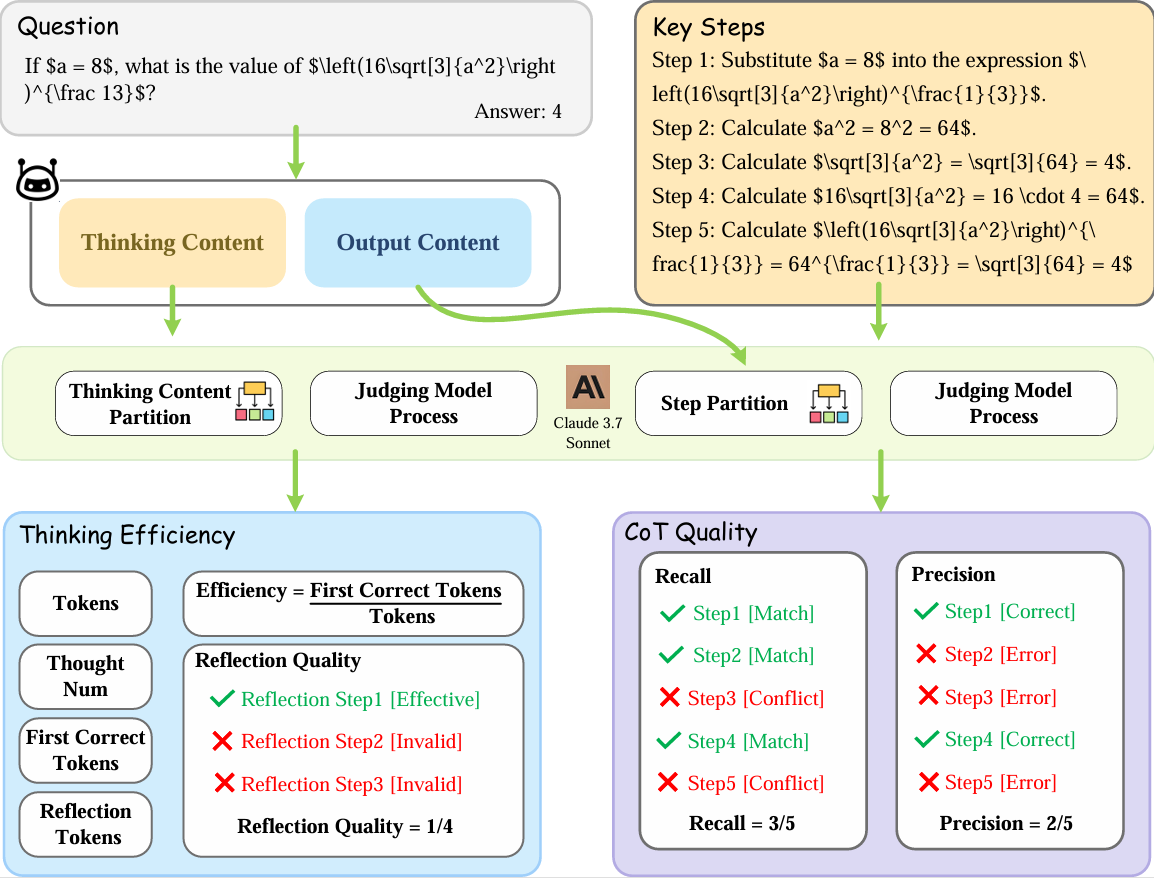 Question
If $a = 8$, what is the value of $\left(16\sqrt[3]{a^2}\right
)^{\frac 13}$?
Answer: 4
Key Steps
Step 1: Substitute $a = 8$ into the expression $\
left(16\sqrt[3]{a^2}\right)^{\frac{1}{3}}$.
Step 2: Calculate $a^2 = 8^2 = 64$.
Step 3: Calculate $\sqrt[3]{a^2} = \sqrt[3]{64} = 4$.
Step 4: Calculate $16\sqrt[3]{a^2} = 16 \cdot 4 = 64$.
Step 5: Calculate $\left(16\sqrt[3]{a^2}\right)^{\
frac{1}{3}} = 64^{\frac{1}{3}} = \sqrt[3]{64} = 4$
Thinking Content
Output Content
Thinking Content
Partition
Judging Model
Process
A\
Claude 3.7
Sonnet
Step Partition
Judging Model
Process
Thinking Efficiency
Tokens
Thought
Num
First Correct
Tokens
Reflection
Tokens
Efficiency = First Correct Tokens
Tokens
Reflection Quality
Reflection Step1 [Effective]
Reflection Step2 [Invalid]
Reflection Step3 [Invalid]
Reflection Quality = 1/4
CoT Quality
Recall
Step1 [Match]
Step2 [Match]
Step3 [Conflict]
Step4 [Match]
Step5 [Conflict]
Recall = 3/5
Precision
Step1 [Correct]
Step2 [Error]
Step3 [Error]
Step4 [Correct]
Step5 [Error]
Precision = 2/5